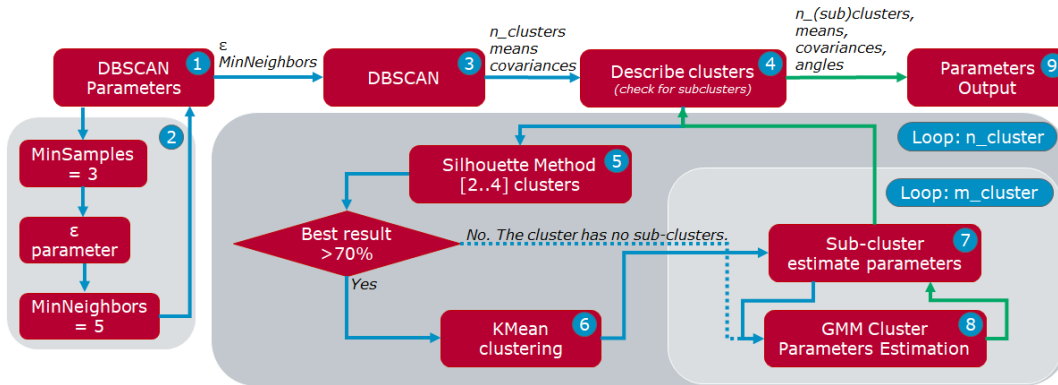 DBSCAN
Parameters
1
ε
MinNeighbors
DBSCAN
3
n_clusters
means
covariances
Describe clusters
(check for subclusters)
4
n_(sub)clusters,
means,
covariances,
angles
Parameters
Output
9
2
MinSamples
= 3
ε
parameter
MinNeighbors
= 5
Loop: n_cluster
Silhouette Method
[2..4] clusters
5
Best result
>70%
No. The cluster has no sub-clusters.
Yes
KMean
clustering
6
Loop: m_cluster
Sub-cluster
estimate parameters
7
GMM Cluster
Parameters Estimation
8